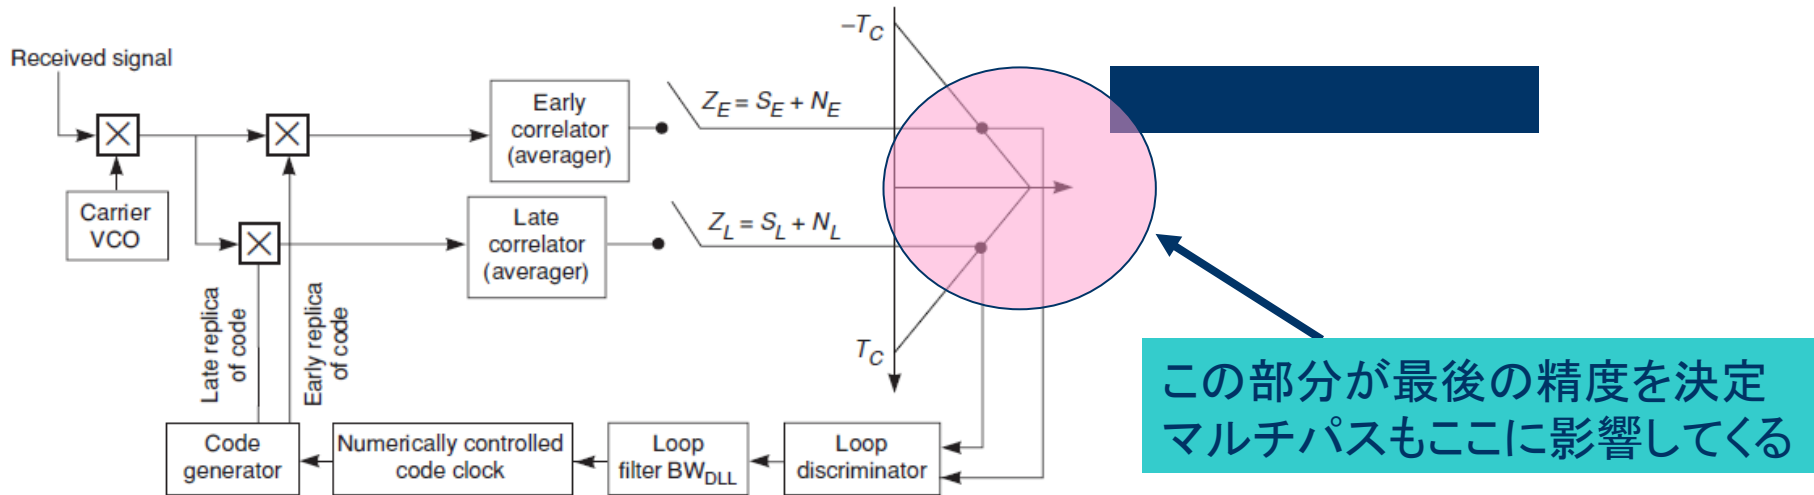 Received signal
Carrier
VCO
Late replica
of code
Early replica
of code
Early
correlator
(averager)
Late
correlator
(averager)
Z_E = S_E + N_E
Z_L = S_L + N_L
–T_C
T_C
Code
generator
Numerically controlled
code clock
Loop
filter BW_DLL
Loop
discriminator
この部分が最後の精度を決定
マルチパスもここに影響してくる